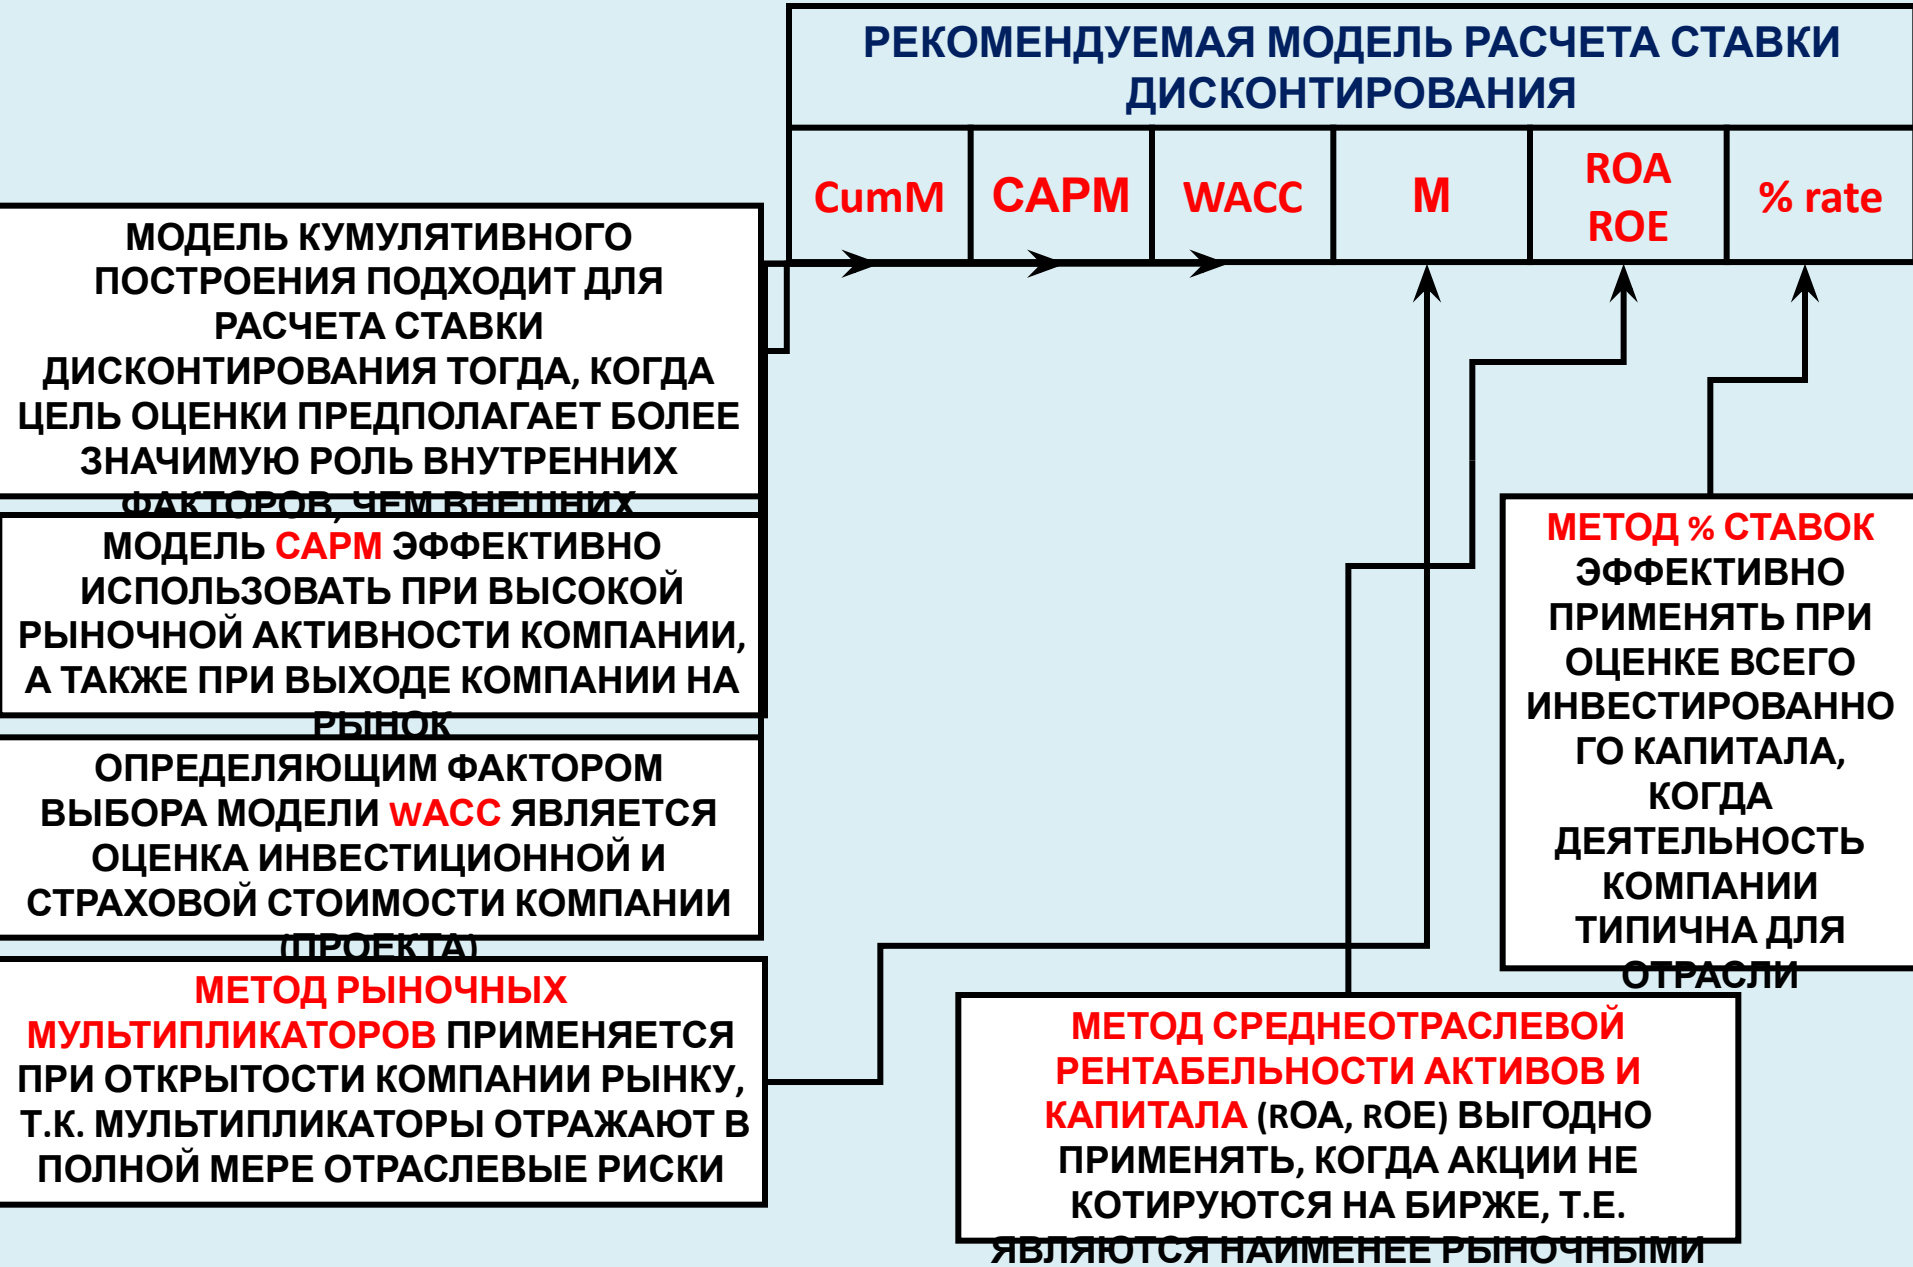 РЕКОМЕНДУЕМАЯ МОДЕЛЬ РАСЧЕТА СТАВКИ
ДИСКОНТИРОВАНИЯ
CumM
CAPM
WACC
М
ROA
ROE
% rate
МОДЕЛЬ КУМУЛЯТИВНОГО
ПОСТРОЕНИЯ ПОДХОДИТ ДЛЯ
РАСЧЕТА СТАВКИ
ДИСКОНТИРОВАНИЯ ТОГДА, КОГДА
ЦЕЛЬ ОЦЕНКИ ПРЕДПОЛАГАЕТ БОЛЕЕ
ЗНАЧИМУЮ РОЛЬ ВНУТРЕННИХ
ФАКТОРОВ, ЧЕМ ВНЕШНИХ
МОДЕЛЬ CAPM ЭФФЕКТИВНО
ИСПОЛЬЗОВАТЬ ПРИ ВЫСОКОЙ
РЫНОЧНОЙ АКТИВНОСТИ КОМПАНИИ,
А ТАКЖЕ ПРИ ВЫХОДЕ КОМПАНИИ НА
РЫНОК
ОПРЕДЕЛЯЮЩИМ ФАКТОРОМ
ВЫБОРА МОДЕЛИ WACC ЯВЛЯЕТСЯ
ОЦЕНКА ИНВЕСТИЦИОННОЙ И
СТРАХОВОЙ СТОИМОСТИ КОМПАНИИ
(ПРОЕКТА)
МЕТОД РЫНОЧНЫХ
МУЛЬТИПЛИКАТОРОВ ПРИМЕНЯЕТСЯ
ПРИ ОТКРЫТОСТИ КОМПАНИИ РЫНКУ,
Т.К. МУЛЬТИПЛИКАТОРЫ ОТРАЖАЮТ В
ПОЛНОЙ МЕРЕ ОТРАСЛЕВЫЕ РИСКИ
МЕТОД СРЕДНЕОТРАСЛЕВОЙ
РЕНТАБЕЛЬНОСТИ АКТИВОВ И
КАПИТАЛА (ROA, ROE) ВЫГОДНО
ПРИМЕНЯТЬ, КОГДА АКЦИИ НЕ
КОТИРУЮТСЯ НА БИРЖЕ, Т.Е.
ЯВЛЯЮТСЯ НАИМЕНЕЕ РЫНОЧНЫМИ
МЕТОД % СТАВОК
ЭФФЕКТИВНО
ПРИМЕНЯТЬ ПРИ
ОЦЕНКЕ ВСЕГО
ИНВЕСТИРОВАННО
ГО КАПИТАЛА,
КОГДА
ДЕЯТЕЛЬНОСТЬ
КОМПАНИИ
ТИПИЧНА ДЛЯ
ОТРАСЛИ